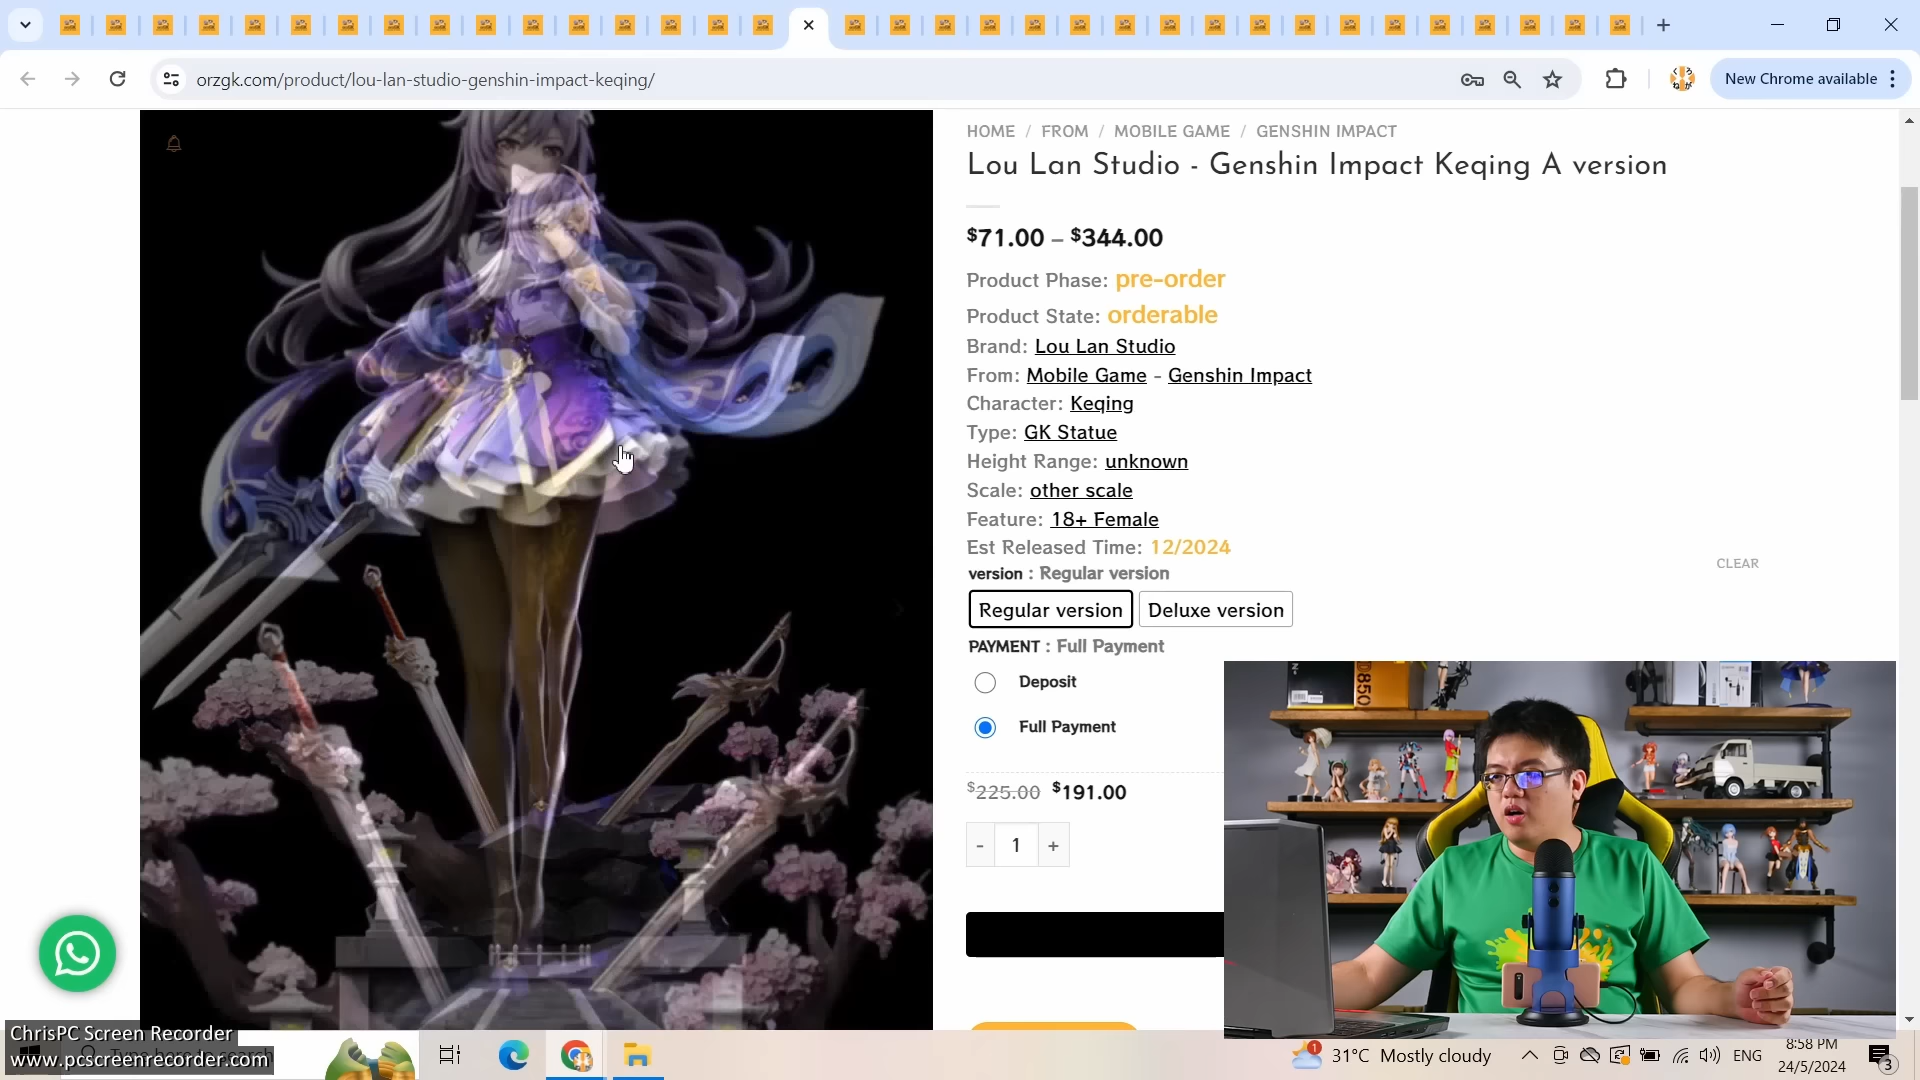 orzgk.com/product/lou-lan-studio-genshin-impact-keqing/
New Chrome available
HOME / FROM / MOBILE GAME / GENSHIN IMPACT
Lou Lan Studio - Genshin Impact Keqing A version
$71.00 – $344.00
Product Phase: pre-order
Product State: orderable
Brand: Lou Lan Studio
From: Mobile Game - Genshin Impact
Character: Keqing
Type: GK Statue
Height Range: unknown
Scale: other scale
Feature: 18+ Female
Est Released Time: 12/2024
CLEAR
version : Regular version
Regular version
Deluxe version
PAYMENT : Full Payment
Deposit
Full Payment
$225.00 $191.00
- 1 +
ChrisPC Screen Recorder
www.pcscreenrecorder.com
1
31°C Mostly cloudy
ENG
8:58 PM
24/5/2024
3